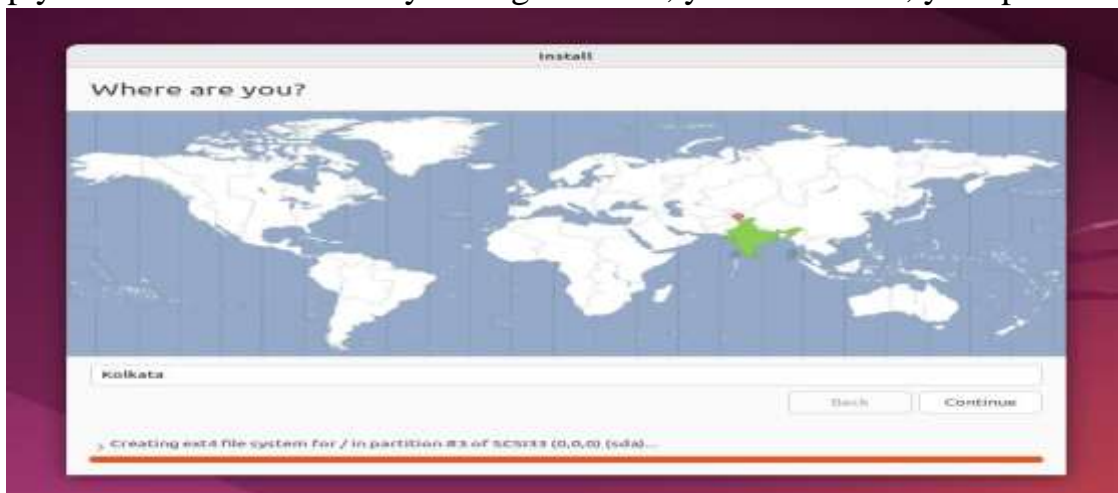 Install
Where are you?
Kolkata
Back Continue
Creating ext4 file system for / in partition #3 of SCSI33 (0,0,0) (sda)...